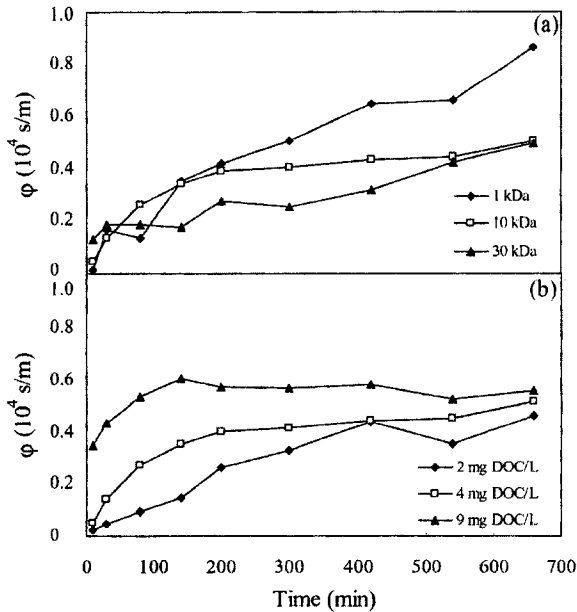 (a)
1.0
0.8
0.6
0.4
0.2
0
φ (10⁴ s/m)
1 kDa
10 kDa
30 kDa
(b)
1.0
0.8
0.6
0.4
0.2
0
φ (10⁴ s/m)
2 mg DOC/L
4 mg DOC/L
9 mg DOC/L
0 100 200 300 400 500 600 700
Time (min)